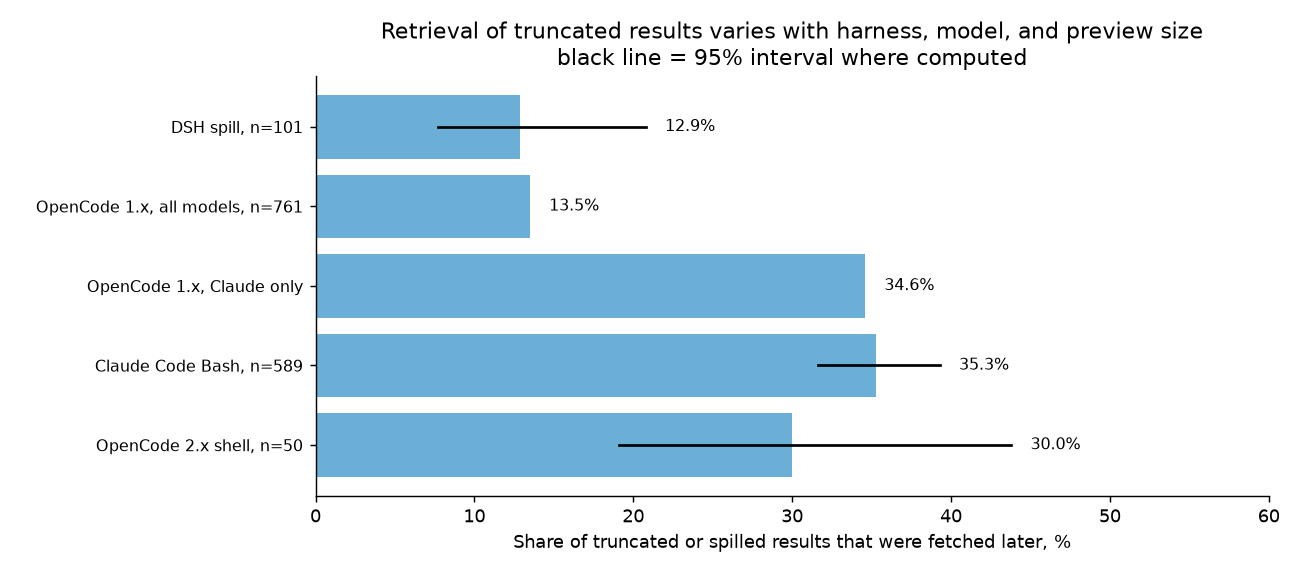 Retrieval of truncated results varies with harness, model, and preview size
black line = 95% interval where computed
DSH spill, n=101
12.9%
OpenCode 1.x, all models, n=761
13.5%
OpenCode 1.x, Claude only
34.6%
Claude Code Bash, n=589
35.3%
OpenCode 2.x shell, n=50
30.0%
0 10 20 30 40 50 60
Share of truncated or spilled results that were fetched later, %